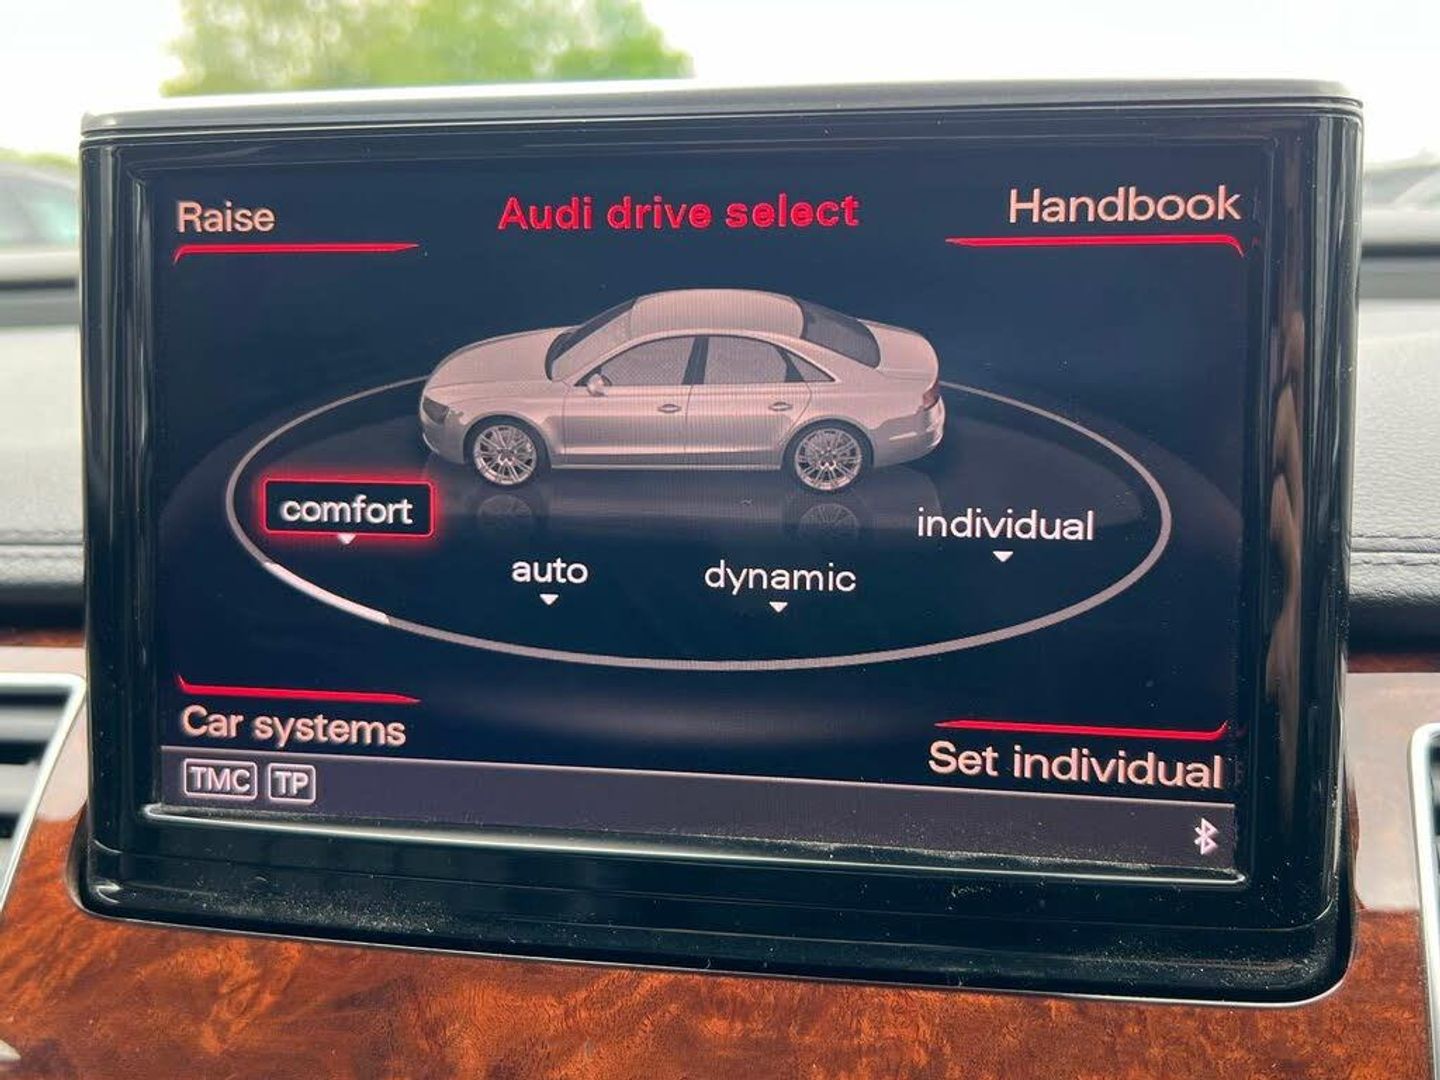 Raise
Audi drive select
Handbook
comfort
auto
dynamic
individual
Car systems
Set individual
TMC TP